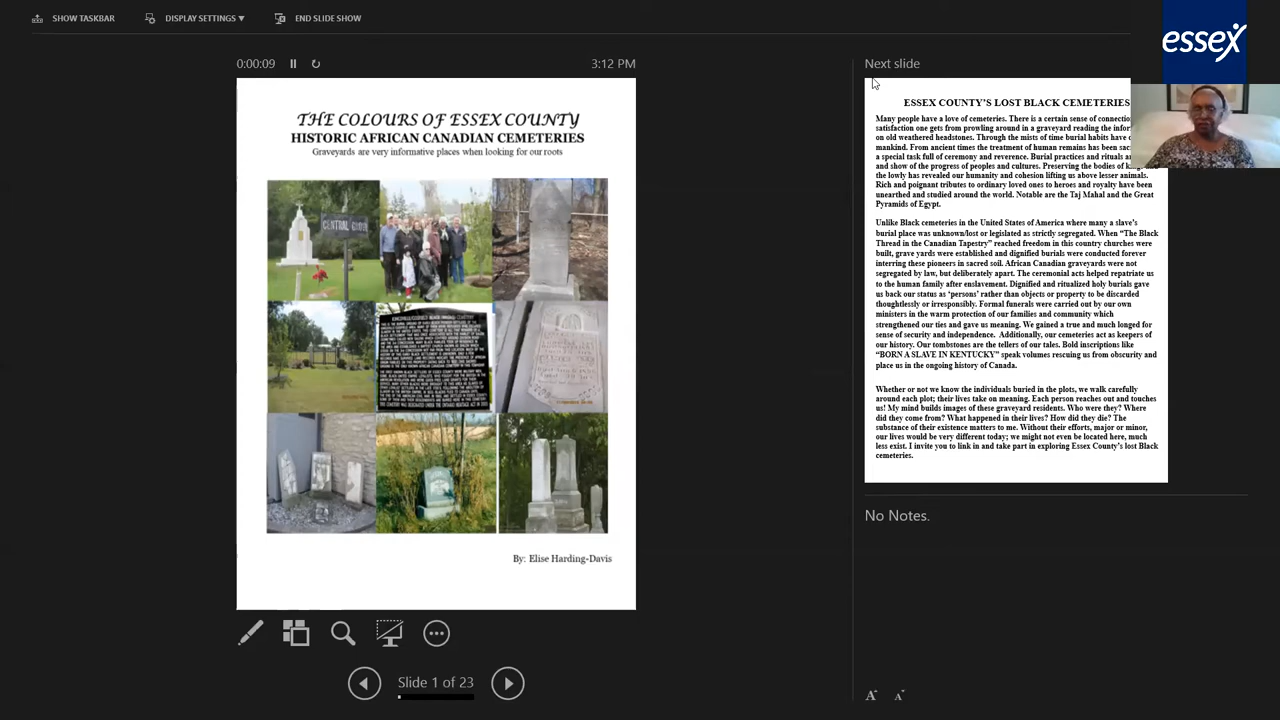 SHOW TASKBAR
DISPLAY SETTINGS ▼
END SLIDE SHOW
essex
0:00:09
3:12 PM
THE COLOURS OF ESSEX COUNTY
HISTORIC AFRICAN CANADIAN CEMETERIES
Graveyards are very informative places when looking for our roots
CENTRAL GROVE
By: Elise Harding-Davis
Slide 1 of 23
Next slide
ESSEX COUNTY'S LOST BLACK CEMETERIES
Many people have a love of cemeteries. There is a certain sense of
satisfaction one gets from prowling around in a graveyard reading the
on old weathered headstones. Through the mists of time burial habits have
mankind. From ancient times the treatment of human remains has been
a special task full of ceremony and reverence. Burial practices and rituals
and show of the progress of peoples and cultures. Preserving the bodies of
the lowly has revealed our humanity and cohesion lifting us above lesser animals.
Rich and poignant tributes to ordinary loved ones to heroes and royalty have been
unearthed and studied around the world. Notable are the Taj Mahal and the Great
Pyramids of Egypt.
Unlike Black cemeteries in the United States of America where many a slave's
burial place was unknown/lost or legislated as strictly segregated. When "The Black
Thread in the Canadian Tapestry" reached freedom in this country churches were
built, grave yards were established and dignified burials were conducted forever
interring these pioneers in sacred soil. African Canadian graveyards were not
segregated by law, but deliberately apart. The ceremonial acts helped repatriate us
to the human family after enslavement. Dignified and ritualized holy burials gave
us back our status as 'persons' rather than objects or property to be discarded
thoughtlessly or irresponsibly. Formal funerals were carried out by our own
ministers in the warm protection of our families and community which
strengthened our ties and gave us meaning. We gained a true and much longed for
sense of security and independence. Additionally, our cemeteries act as keepers of
our history. Our tombstones are the tellers of our tales. Bold inscriptions like
"BORN A SLAVE IN KENTUCKY" speak volumes rescuing us from obscurity and
place us in the ongoing history of Canada.
Whether or not we know the individuals buried in the plots, we walk carefully
around each plot; their lives take on meaning. Each person reaches out and touches
us! My mind builds images of these graveyard residents. Who were they? Where
did they come from? What happened in their lives? How did they die? The
substance of their existence matters to me. Without their efforts, major or minor,
our lives would be very different today; we might not even be located here, much
less exist. I invite you to link in and take part in exploring Essex County's lost Black
cemeteries.
No Notes.
A A